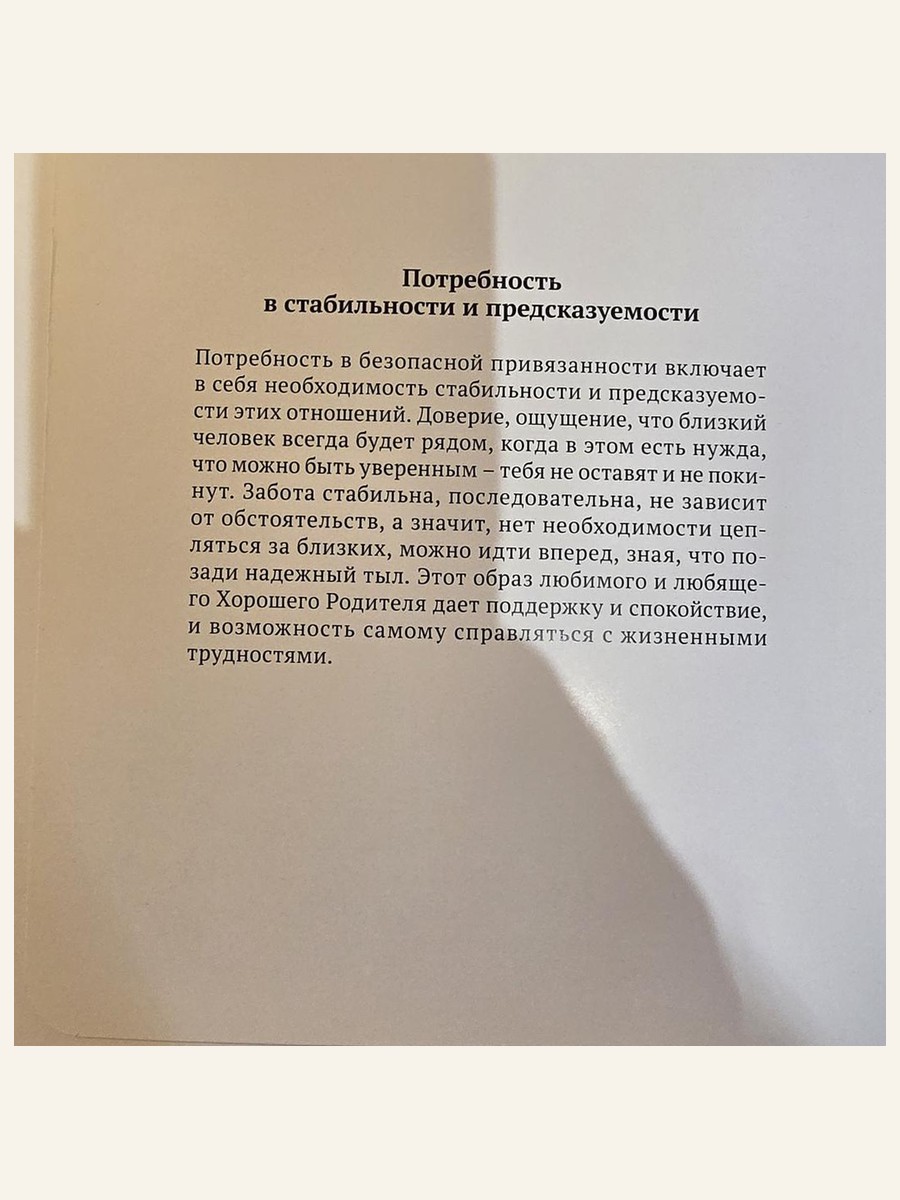 Потребность
в стабильности и предсказуемости
Потребность в безопасной привязанности включает
в себя необходимость стабильности и предсказуемо-
сти этих отношений. Доверие, ощущение, что близкий
человек всегда будет рядом, когда в этом есть нужда,
что можно быть уверенным – тебя не оставят и не поки-
нут. Забота стабильна, последовательна, не зависит
от обстоятельств, а значит, нет необходимости цеп-
ляться за близких, можно идти вперед, зная, что по-
зади надежный тыл. Этот образ любимого и любяще-
го Хорошего Родителя дает поддержку и спокойствие,
и возможность самому справляться с жизненными
трудностями.